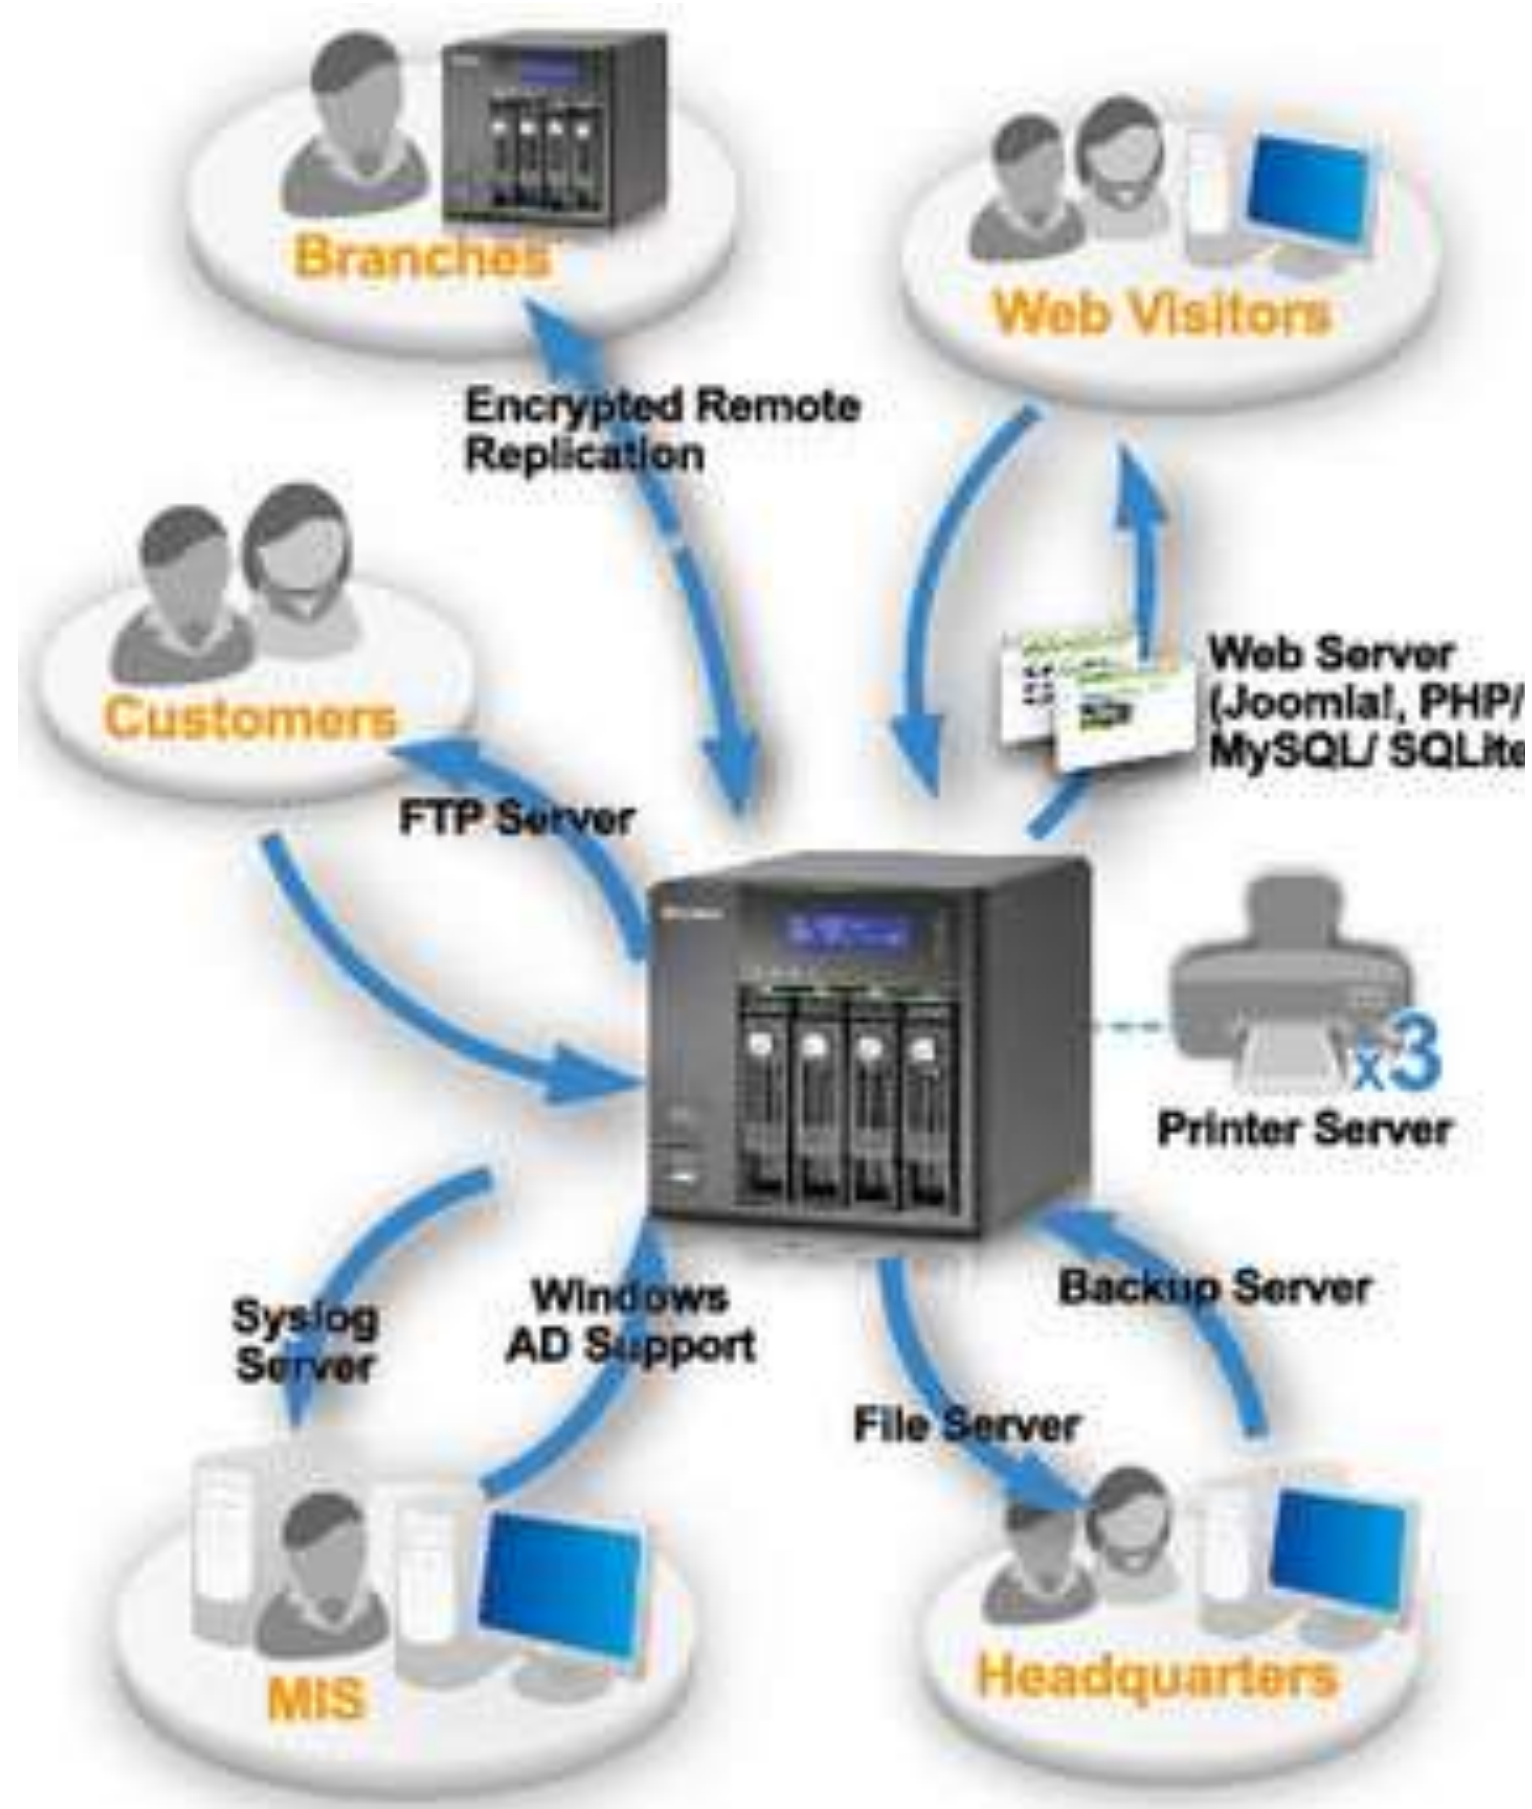 Branches
Web Visitors
Encrypted Remote
Replication
Customers
Web Server
(Joomla!, PHP/
MySQL/ SQLite
FTP Server
x3
Printer Server
Syslog
Server
Windows
AD Support
Backup Server
File Server
MIS
Headquarters